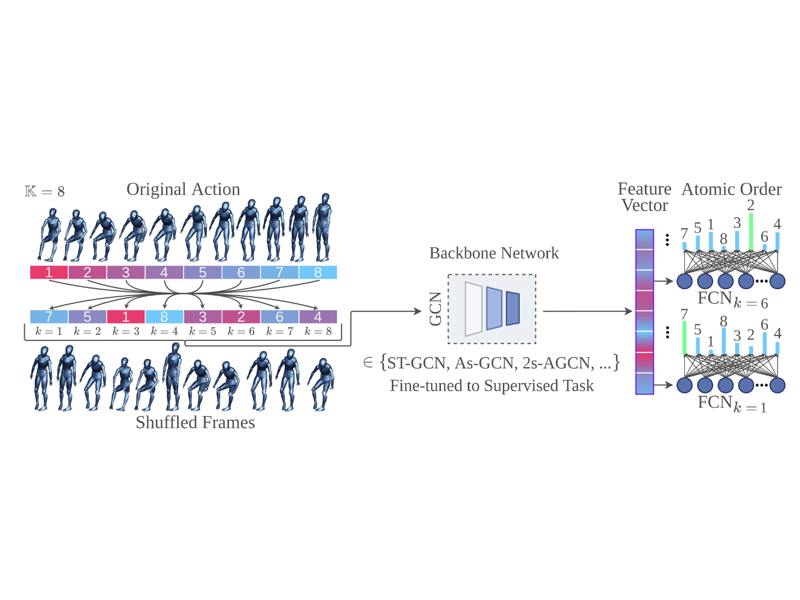 𝕂 = 8
Original Action
1 2 3 4 5 6 7 8
7 5 1 8 3 2 6 4
k = 1 k = 2 k = 3 k = 4 k = 5 k = 6 k = 7 k = 8
Shuffled Frames
Backbone Network
GCN
∈ {ST-GCN, As-GCN, 2s-AGCN, ...}
Fine-tuned to Supervised Task
Feature
Vector
Atomic Order
7 5 1 8 3 2 6 4
FCN k = 6
7 5 1 8 3 2 6 4
FCN k = 1